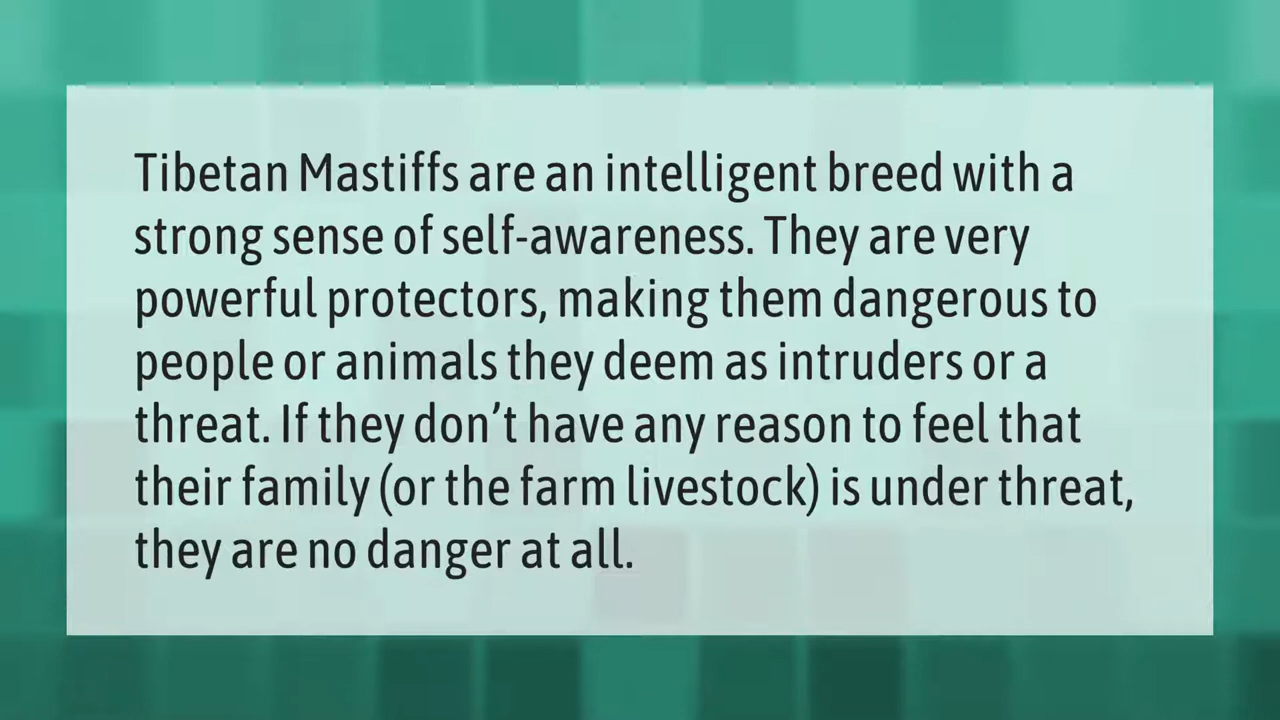 Tibetan Mastiffs are an intelligent breed with a
strong sense of self-awareness. They are very
powerful protectors, making them dangerous to
people or animals they deem as intruders or a
threat. If they don’t have any reason to feel that
their family (or the farm livestock) is under threat,
they are no danger at all.